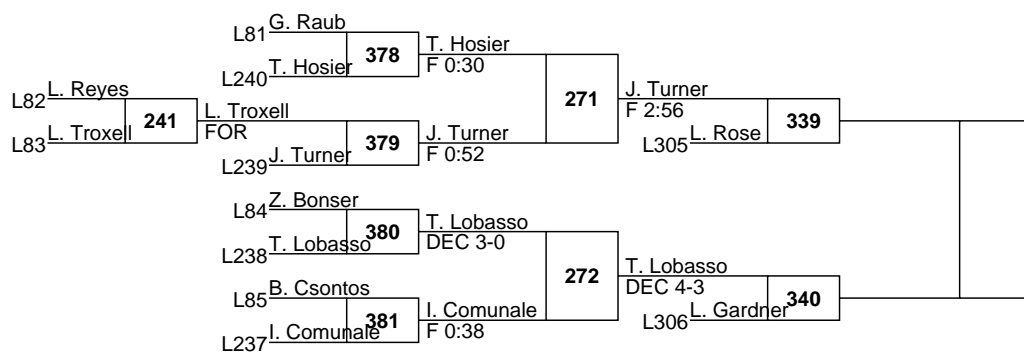 G. Raub
L81
378
T. Hosier
F 0:30
L240
T. Hosier
L82
L. Reyes
241
L83
L. Troxell
L. Troxell
FOR
379
J. Turner
F 0:52
L239
J. Turner
271
J. Turner
F 2:56
339
L305
L. Rose
L84
Z. Bonser
380
T. Lobasso
DEC 3-0
L238
T. Lobasso
272
T. Lobasso
DEC 4-3
340
L306
L. Gardner
L85
B. Csontos
381
I. Comunale
F 0:38
L237
I. Comunale